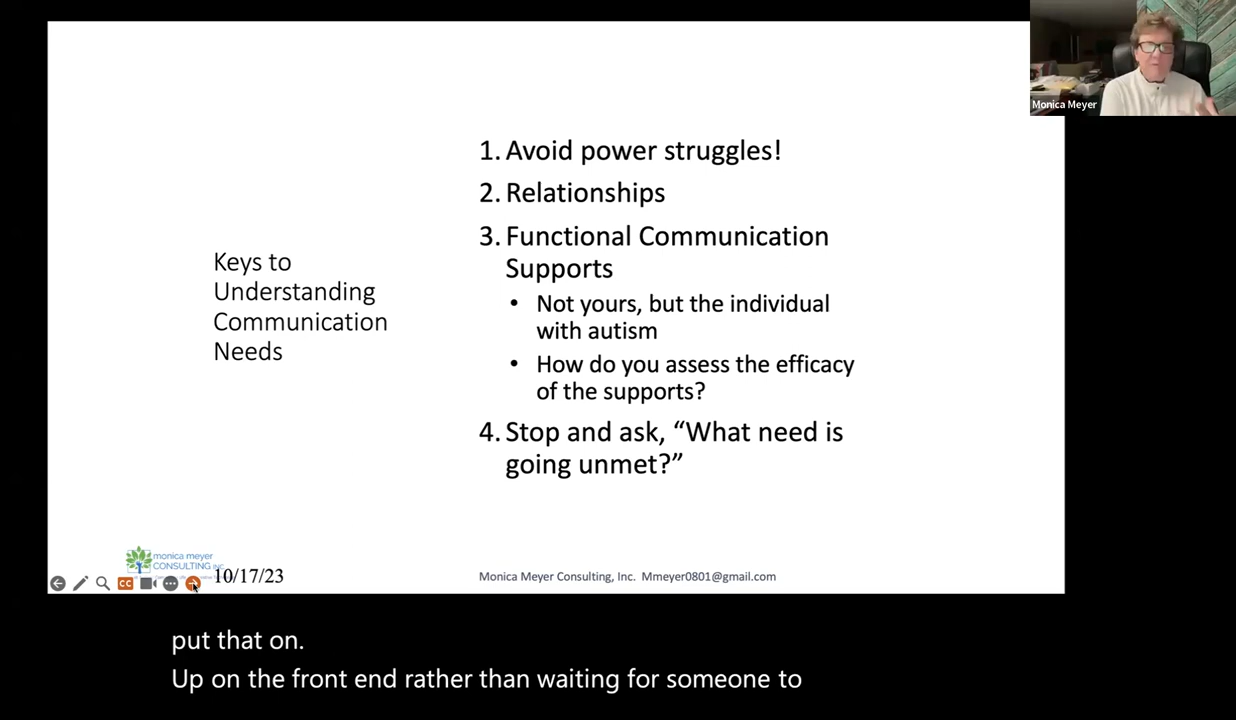 Monica Meyer
1. Avoid power struggles!
2. Relationships
3. Functional Communication
Supports
• Not yours, but the individual
with autism
• How do you assess the efficacy
of the supports?
4. Stop and ask, “What need is
going unmet?”
Keys to
Understanding
Communication
Needs
monica meyer
CONSULTING INC
CC
10/17/23
Monica Meyer Consulting, Inc. Mmeyer0801@gmail.com
put that on.
Up on the front end rather than waiting for someone to